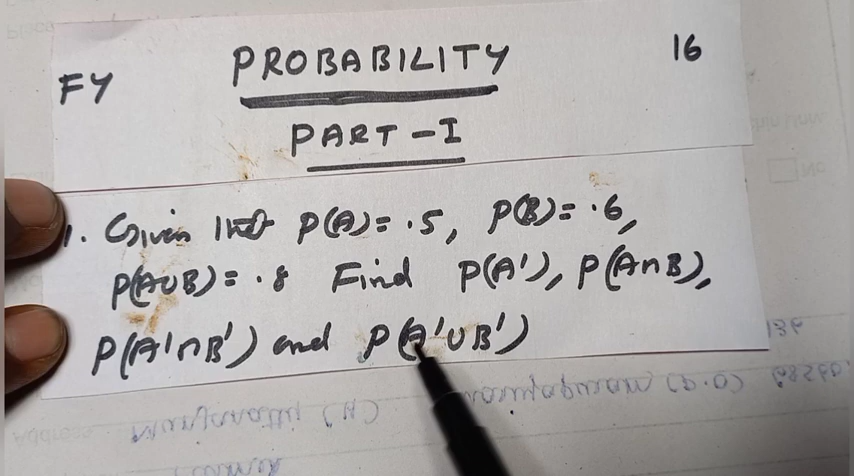 PROBABILITY
FY
16
PART-I
1. Given that P(A)= .5, P(B)= .6,
P(A∪B)= .8 Find P(A'), P(A∩B),
P(A'∩B') and P(A'∪B')